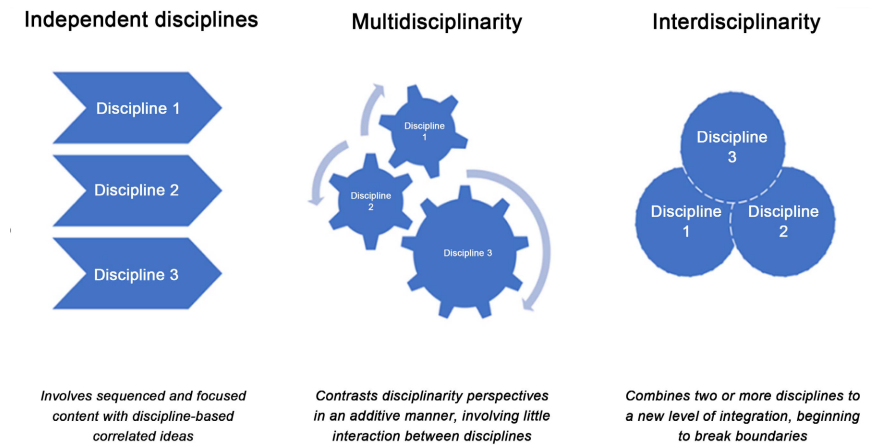 Independent disciplines
Discipline 1
Discipline 2
Discipline 3
Involves sequenced and focused
content with discipline-based
correlated ideas
Multidisciplinarity
Discipline
1
Discipline
2
Discipline 3
Contrasts disciplinarity perspectives
in an additive manner, involving little
interaction between disciplines
Interdisciplinarity
Discipline
3
Discipline
1
Discipline
2
Combines two or more disciplines to
a new level of integration, beginning
to break boundaries